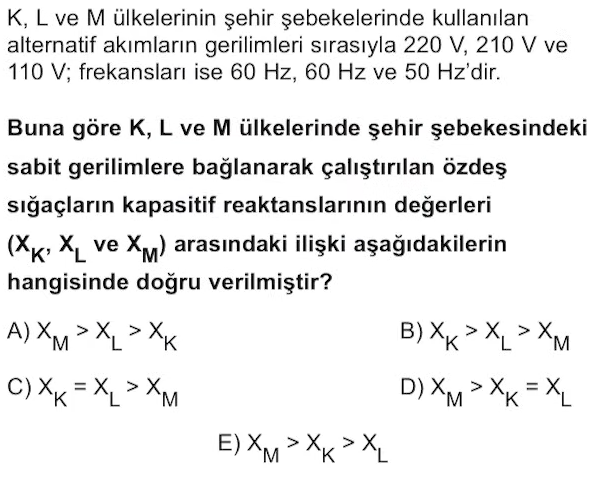 K, L ve M ülkelerinin şehir şebekelerinde kullanılan
alternatif akımların gerilimleri sırasıyla 220 V, 210 V ve
110 V; frekansları ise 60 Hz, 60 Hz ve 50 Hz’dir.
Buna göre K, L ve M ülkelerinde şehir şebekesindeki
sabit gerilimlere bağlanarak çalıştırılan özdeş
sığaçların kapasitif reaktanslarının değerleri
(X_K, X_L ve X_M) arasındaki ilişki aşağıdakilerin
hangisinde doğru verilmiştir?
A) X_M > X_L > X_K B) X_K > X_L > X_M
C) X_K = X_L > X_M D) X_M > X_K = X_L
E) X_M > X_K > X_L